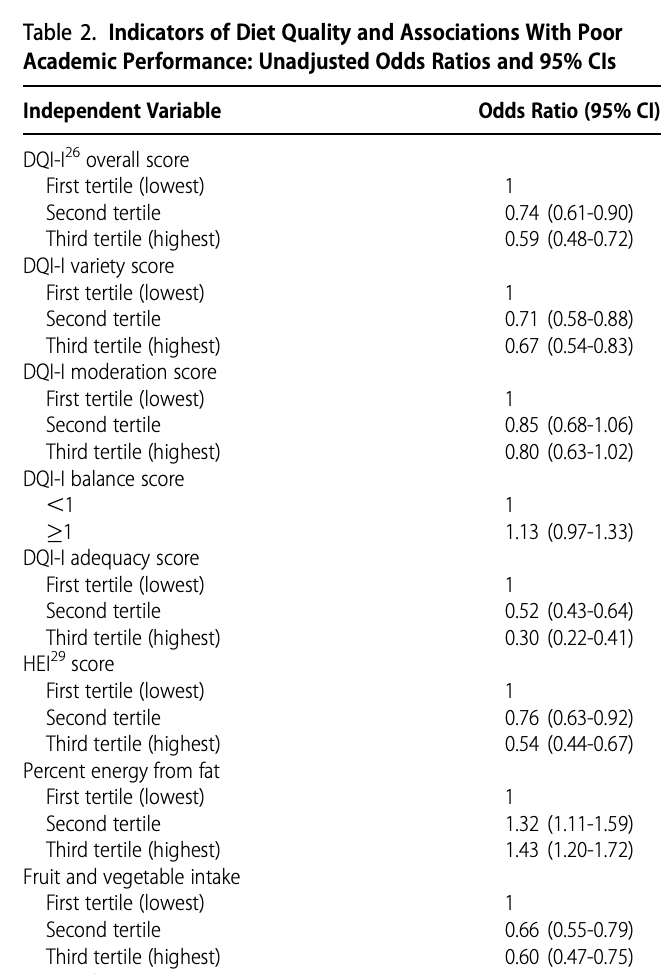 Table 2. Indicators of Diet Quality and Associations With Poor
Academic Performance: Unadjusted Odds Ratios and 95% CIs
Independent Variable Odds Ratio (95% CI)
DQI-I26 overall score
First tertile (lowest) 1
Second tertile 0.74 (0.61-0.90)
Third tertile (highest) 0.59 (0.48-0.72)
DQI-I variety score
First tertile (lowest) 1
Second tertile 0.71 (0.58-0.88)
Third tertile (highest) 0.67 (0.54-0.83)
DQI-I moderation score
First tertile (lowest) 1
Second tertile 0.85 (0.68-1.06)
Third tertile (highest) 0.80 (0.63-1.02)
DQI-I balance score
<1 1
≥1 1.13 (0.97-1.33)
DQI-I adequacy score
First tertile (lowest) 1
Second tertile 0.52 (0.43-0.64)
Third tertile (highest) 0.30 (0.22-0.41)
HEI29 score
First tertile (lowest) 1
Second tertile 0.76 (0.63-0.92)
Third tertile (highest) 0.54 (0.44-0.67)
Percent energy from fat
First tertile (lowest) 1
Second tertile 1.32 (1.11-1.59)
Third tertile (highest) 1.43 (1.20-1.72)
Fruit and vegetable intake
First tertile (lowest) 1
Second tertile 0.66 (0.55-0.79)
Third tertile (highest) 0.60 (0.47-0.75)